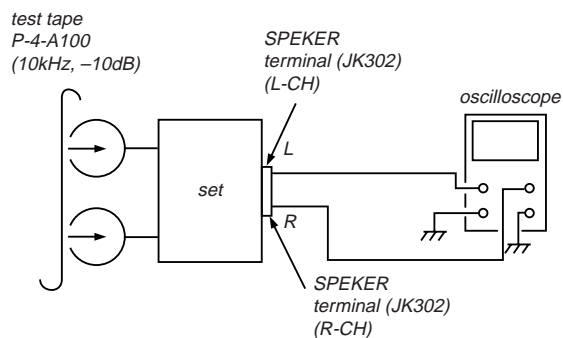 test tape
P-4-A100
(10kHz, –10dB)
SPEKER
terminal (JK302)
(L-CH)
oscilloscope
L
set
R
SPEKER
terminal (JK302)
(R-CH)